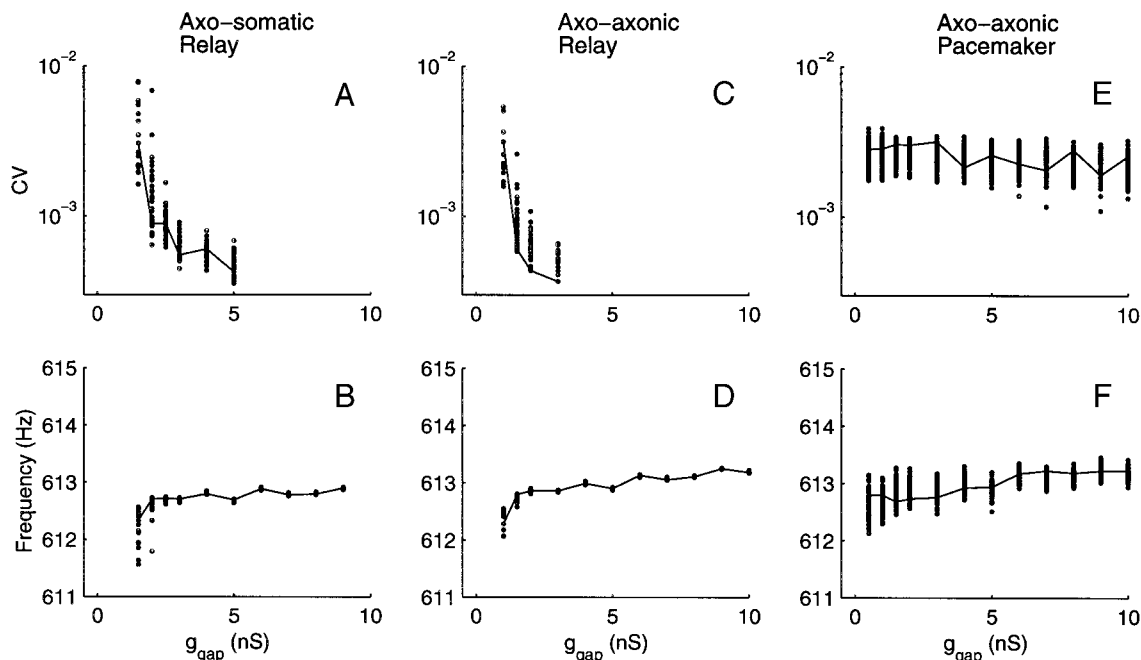 Axo−somatic
Relay
Axo−axonic
Relay
Axo−axonic
Pacemaker
A
C
E
CV
10⁻²
10⁻³
0
5
10
10⁻²
10⁻³
0
5
10
10⁻²
10⁻³
0
5
10
B
D
F
Frequency (Hz)
615
614
613
612
611
0
5
10
615
614
613
612
611
0
5
10
615
614
613
612
611
0
5
10
g_gap (nS)
g_gap (nS)
g_gap (nS)